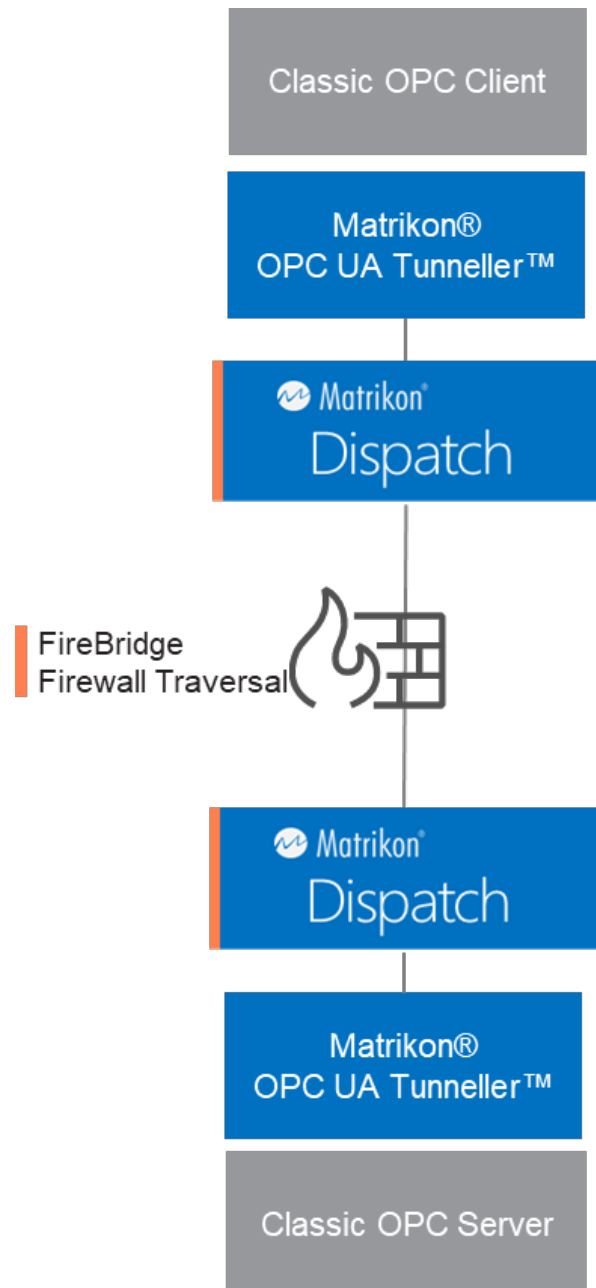 Classic OPC Client
Matrikon®
OPC UA Tunneller™
Matrikon®
Dispatch
FireBridge
Firewall Traversal
Matrikon®
Dispatch
Matrikon®
OPC UA Tunneller™
Classic OPC Server